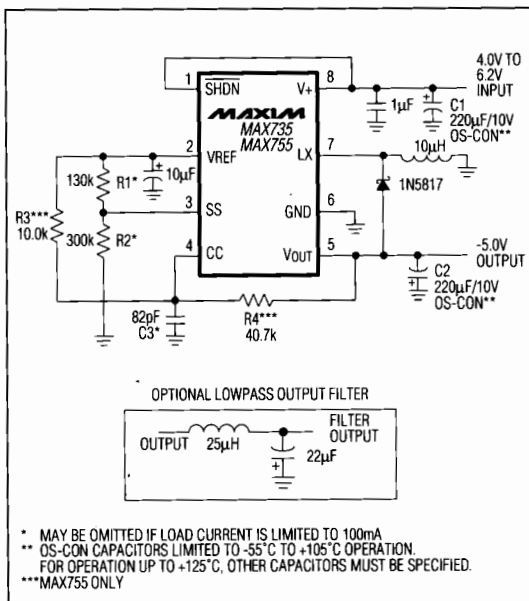 4.0V TO
6.2V
INPUT
1
SHDN
V+
8
1µF
+
C1
220µF/10V
OS-CON**
MAXIM
MAX735
MAX755
2
VREF
LX
7
10µH
130k
R1*
+
10µF
1N5817
3
SS
GND
6
R3***
10.0k
300k
R2*
4
CC
VOUT
5
-5.0V
OUTPUT
C2
220µF/10V
OS-CON**
+
82pF
C3*
R4***
40.7k
OPTIONAL LOWPASS OUTPUT FILTER
OUTPUT
25µH
FILTER
OUTPUT
22µF
+
* MAY BE OMITTED IF LOAD CURRENT IS LIMITED TO 100mA
** OS-CON CAPACITORS LIMITED TO -55°C TO +105°C OPERATION.
FOR OPERATION UP TO +125°C, OTHER CAPACITORS MUST BE SPECIFIED.
***MAX755 ONLY